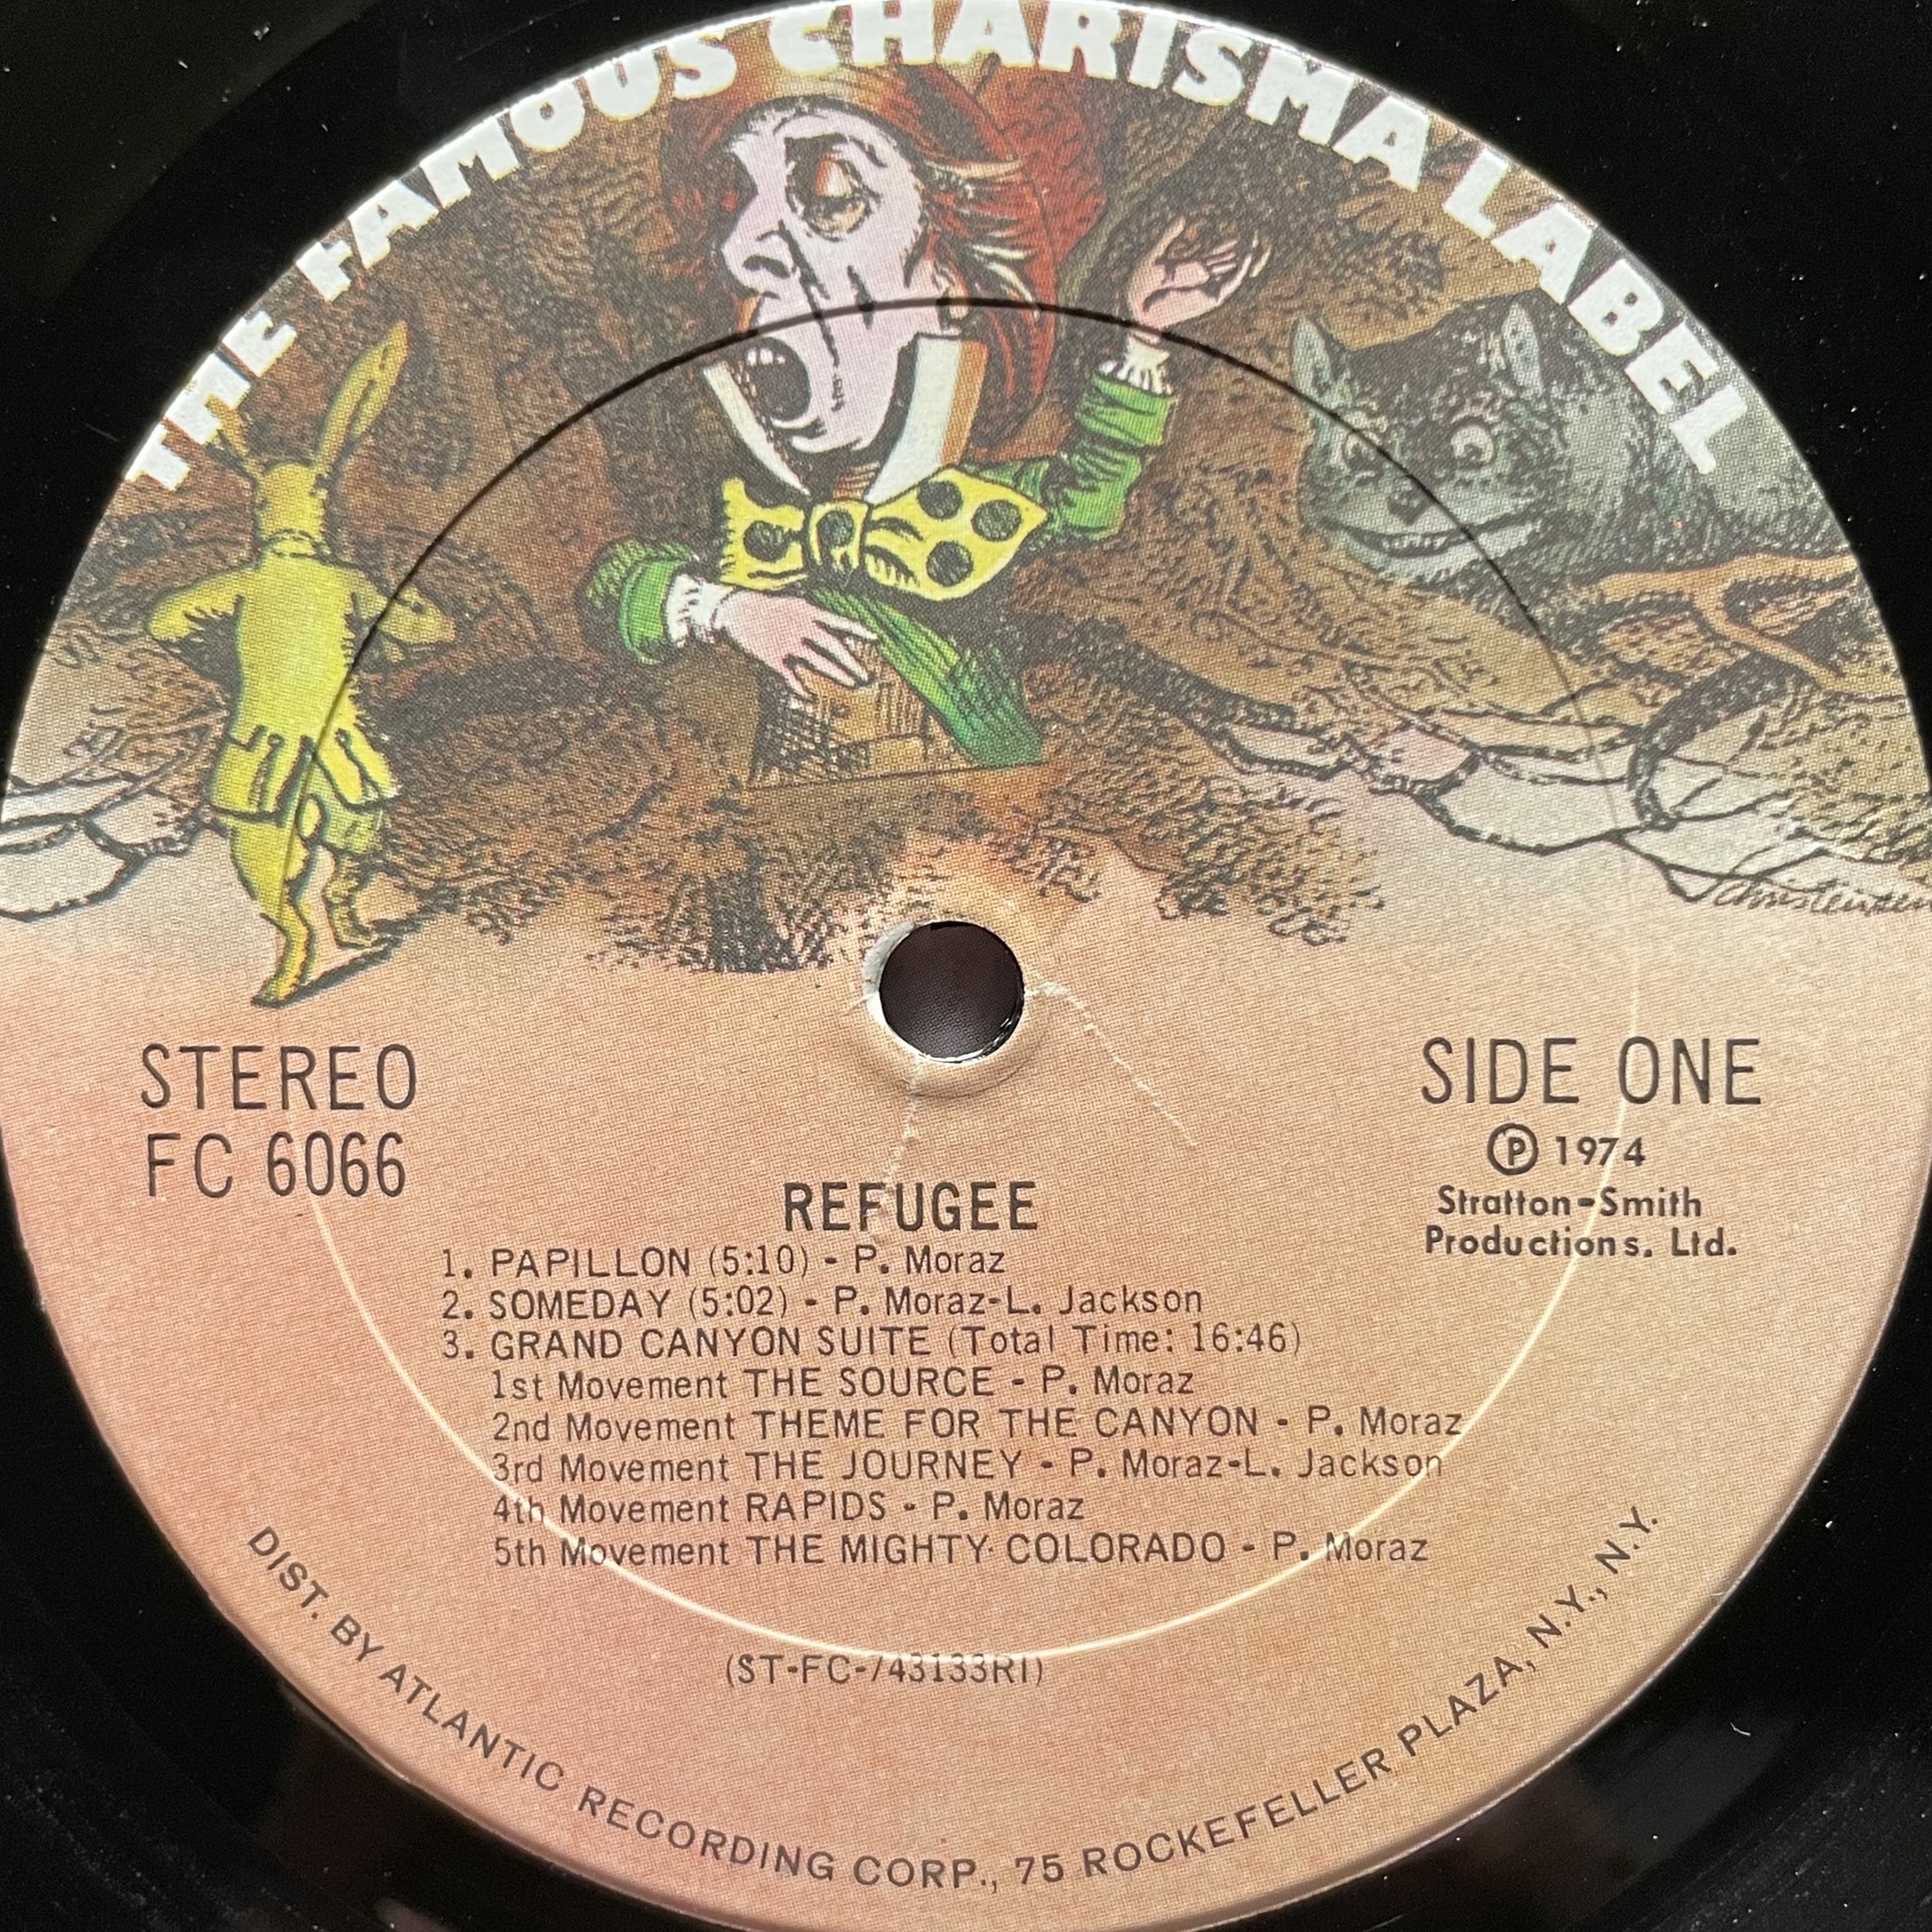 THE FAMOUS CHARISMA LABEL
Christensen
STEREO
FC 6066
SIDE ONE
Ⓟ 1974
Stratton-Smith
Productions. Ltd.
REFUGEE
1. PAPILLON (5:10) - P. Moraz
2. SOMEDAY (5:02) - P. Moraz-L. Jackson
3. GRAND CANYON SUITE (Total Time: 16:46)
1st Movement THE SOURCE - P. Moraz
2nd Movement THEME FOR THE CANYON - P. Moraz
3rd Movement THE JOURNEY - P. Moraz-L. Jackson
4th Movement RAPIDS - P. Moraz
5th Movement THE MIGHTY COLORADO - P. Moraz
(ST-FC-743133RI)
DIST. BY ATLANTIC RECORDING CORP., 75 ROCKEFELLER PLAZA, N.Y., N.Y.